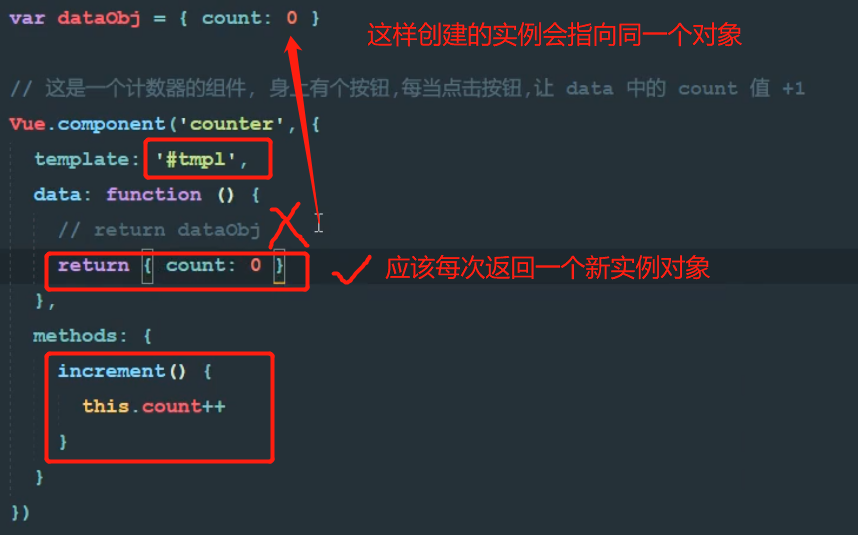 var dataObj = { count: 0 }
这样创建的实例会指向同一个对象
// 这是一个计数器的组件, 身上有个按钮,每当点击按钮,让 data 中的 count 值 +1
Vue.component('counter', {
template: '#tmpl',
data: function () {
// return dataObj
return { count: 0 }
应该每次返回一个新实例对象
},
methods: {
increment() {
this.count++
}
}
})